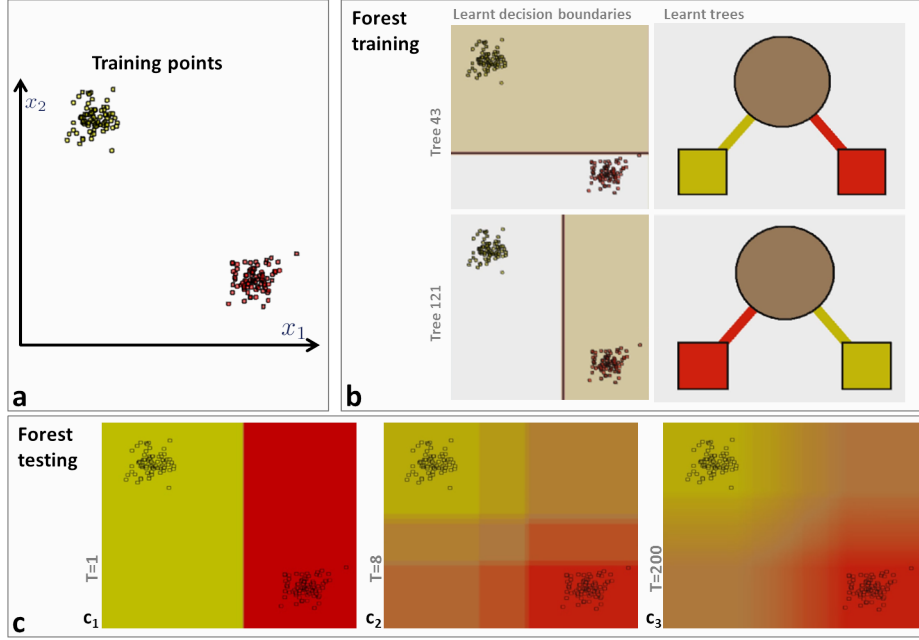 Training points
x2
x1
a
Forest
training
Learnt decision boundaries
Learnt trees
Tree 43
Tree 121
b
Forest
testing
T=1
c1
T=8
c2
T=200
c3
c